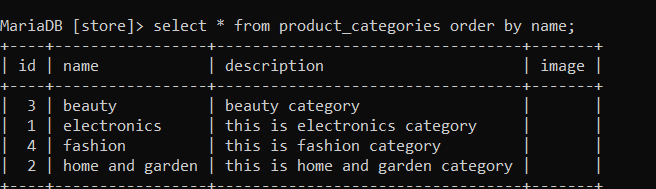 MariaDB [store]> select * from product_categories order by name;
+----+-----------------+----------------------------------+-------+
| id | name            | description                      | image |
+----+-----------------+----------------------------------+-------+
|  3 | beauty          | beauty category                  |       |
|  1 | electronics     | this is electronics category     |       |
|  4 | fashion         | this is fashion category         |       |
|  2 | home and garden | this is home and garden category |       |
+----+-----------------+----------------------------------+-------+